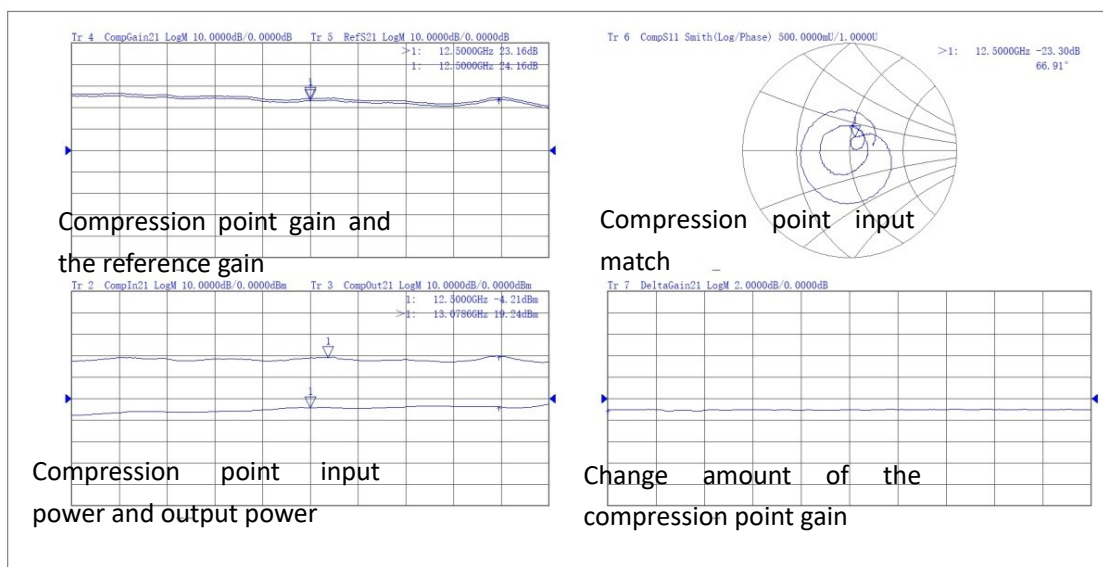 Tr 4 CompGain21 LogM 10.0000dB/0.0000dB Tr 5 RefS21 LogM 10.0000dB/0.0000dB
>1: 12.5000GHz 23.16dB
1: 12.5000GHz 24.16dB
1
Compression point gain and
the reference gain
Tr 6 CompS11 Smith(Log/Phase) 500.0000mU/1.0000U
>1: 12.5000GHz -23.30dB
66.91°
Compression point input
match
Tr 2 CompIn21 LogM 10.0000dB/0.0000dBm Tr 3 CompOut21 LogM 10.0000dB/0.0000dBm
1: 12.5000GHz -4.21dBm
>1: 13.0786GHz 19.24dBm
1
1
Compression point input
power and output power
Tr 7 DeltaGain21 LogM 2.0000dB/0.0000dB
Change amount of the
compression point gain